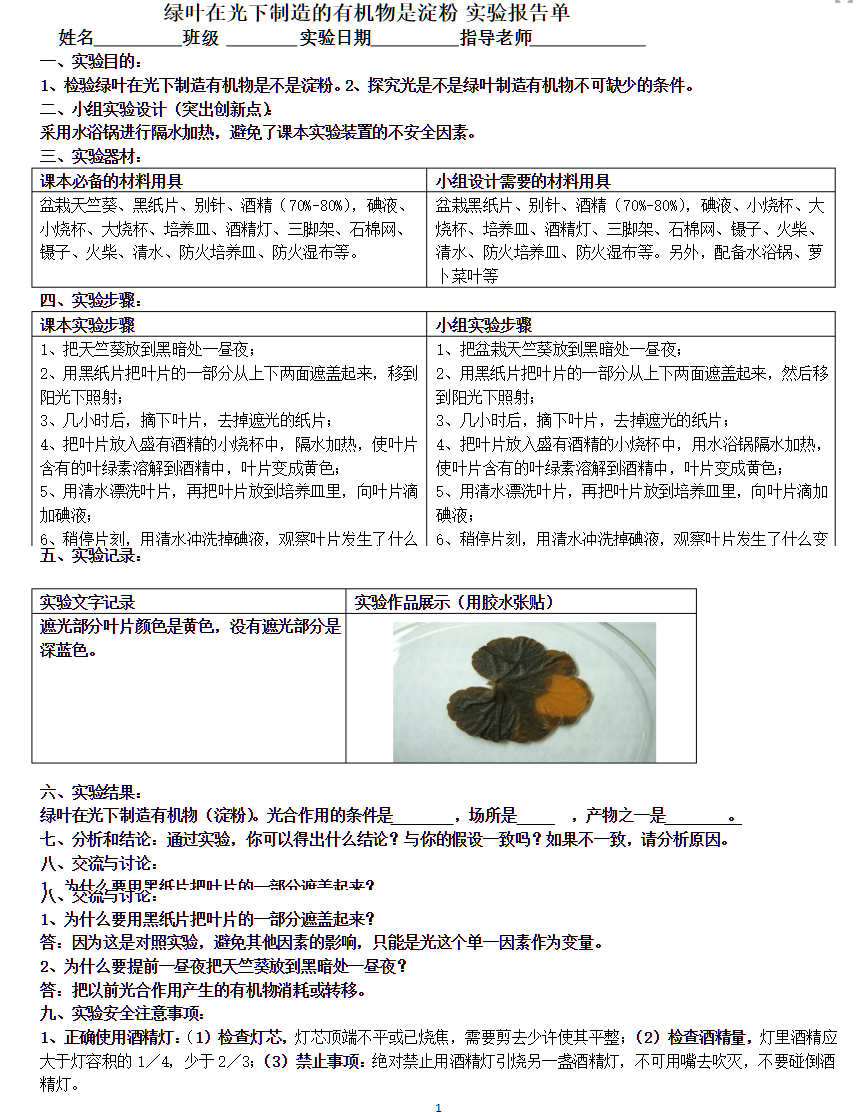 绿叶在光下制造的有机物是淀粉 实验报告单
姓名__________班级 ________实验日期__________指导老师_____________
一、实验目的：
1、检验绿叶在光下制造有机物是不是淀粉。2、探究光是不是绿叶制造有机物不可缺少的条件。
二、小组实验设计（突出创新点）：
采用水浴锅进行隔水加热，避免了课本实验装置的不安全因素。
三、实验器材：
课本必备的材料用具
盆栽天竺葵、黑纸片、别针、酒精（70%-80%），碘液、
小烧杯、大烧杯、培养皿、酒精灯、三脚架、石棉网、
镊子、火柴、清水、防火培养皿、防火湿布等。
小组设计需要的材料用具
盆栽黑纸片、别针、酒精（70%-80%），碘液、小烧杯、大
烧杯、培养皿、酒精灯、三脚架、石棉网、镊子、火柴、
清水、防火培养皿、防火湿布等。另外，配备水浴锅、萝
卜菜叶等
四、实验步骤：
课本实验步骤
1、把天竺葵放到黑暗处一昼夜；
2、用黑纸片把叶片的一部分从上下两面遮盖起来，移到
阳光下照射；
3、几小时后，摘下叶片，去掉遮光的纸片；
4、把叶片放入盛有酒精的小烧杯中，隔水加热，使叶片
含有的叶绿素溶解到酒精中，叶片变成黄色；
5、用清水漂洗叶片，再把叶片放到培养皿里，向叶片滴
加碘液；
6、稍停片刻，用清水冲洗掉碘液，观察叶片发生了什么
小组实验步骤
1、把盆栽天竺葵放到黑暗处一昼夜；
2、用黑纸片把叶片的一部分从上下两面遮盖起来，然后移
到阳光下照射；
3、几小时后，摘下叶片，去掉遮光的纸片；
4、把叶片放入盛有酒精的小烧杯中，用水浴锅隔水加热，
使叶片含有的叶绿素溶解到酒精中，叶片变成黄色；
5、用清水漂洗叶片，再把叶片放到培养皿里，向叶片滴加
碘液；
6、稍停片刻，用清水冲洗掉碘液，观察叶片发生了什么变
五、实验记录：
实验文字记录
遮光部分叶片颜色是黄色，没有遮光部分是
深蓝色。
实验作品展示（用胶水张贴）
六、实验结果：
绿叶在光下制造有机物（淀粉）。光合作用的条件是_______，场所是____ ，产物之一是_______。
七、分析和结论：通过实验，你可以得出什么结论？与你的假设一致吗？如果不一致，请分析原因。
八、交流与讨论：
1、为什么要用黑纸片把叶片的一部分遮盖起来？
八、交流与讨论：
1、为什么要用黑纸片把叶片的一部分遮盖起来？
答：因为这是对照实验，避免其他因素的影响，只能是光这个单一因素作为变量。
2、为什么要提前一昼夜把天竺葵放到黑暗处一昼夜？
答：把以前光合作用产生的有机物消耗或转移。
九、实验安全注意事项：
1、正确使用酒精灯：（1）检查灯芯，灯芯顶端不平或已烧焦，需要剪去少许使其平整；（2）检查酒精量，灯里酒精应
大于灯容积的 1／4，少于 2／3；（3）禁止事项：绝对禁止用酒精灯引烧另一盏酒精灯，不可用嘴去吹灭，不要碰倒酒
精灯。
1